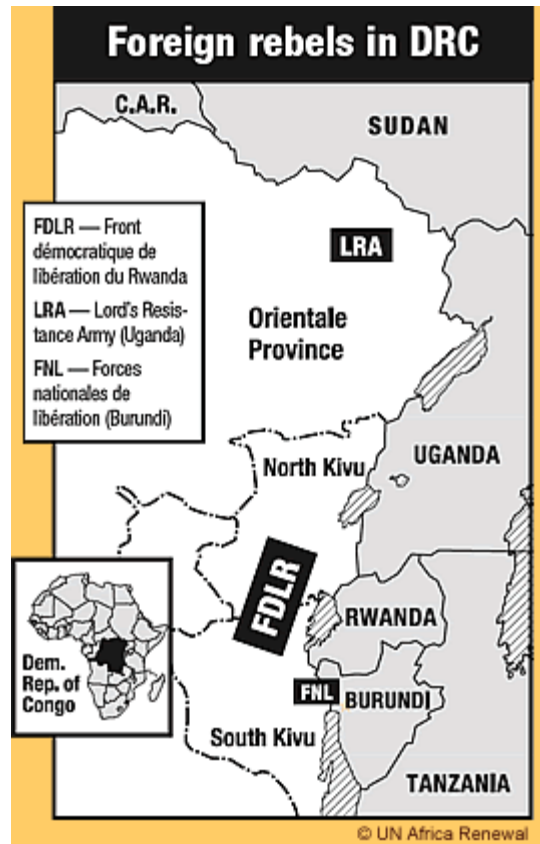 Foreign rebels in DRC
C.A.R.
SUDAN
FDLR — Front
démocratique de
libération du Rwanda
LRA — Lord's Resis-
tance Army (Uganda)
FNL — Forces
nationales de
libération (Burundi)
LRA
Orientale
Province
North Kivu
UGANDA
FDLR
RWANDA
Dem.
Rep. of
Congo
FNL
BURUNDI
South Kivu
TANZANIA
© UN Africa Renewal